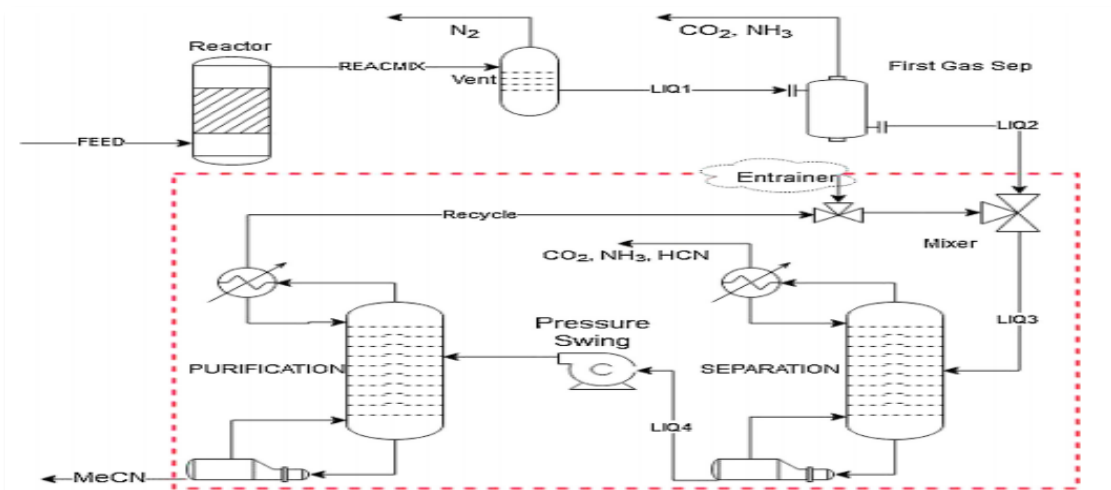 N2
CO2, NH3
Reactor
REACMIX
Vent
First Gas Sep
LIQ1
LIQ2
FEED
Entrainer
Recycle
Mixer
CO2, NH3, HCN
LIQ3
Pressure
Swing
PURIFICATION
C
SEPARATION
LIQ4
MeCN